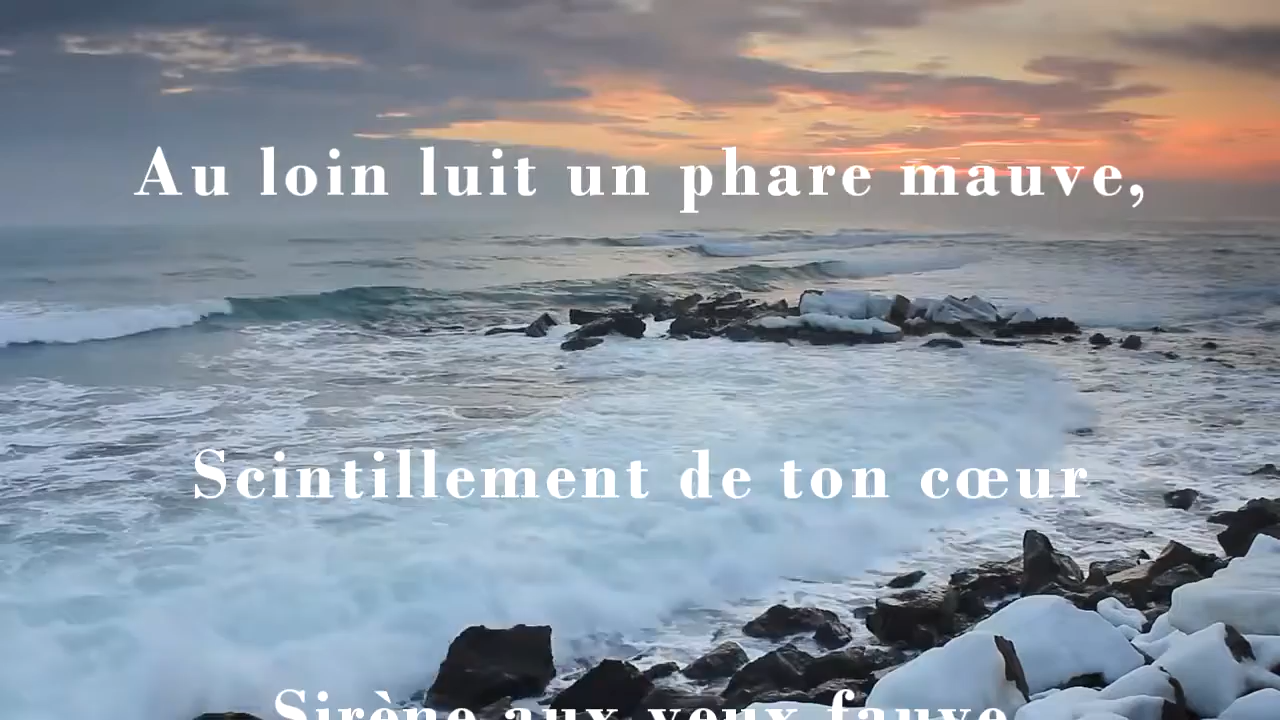 Au loin luit un phare mauve,
Scintillement de ton cœur
Sirène aux yeux fauve